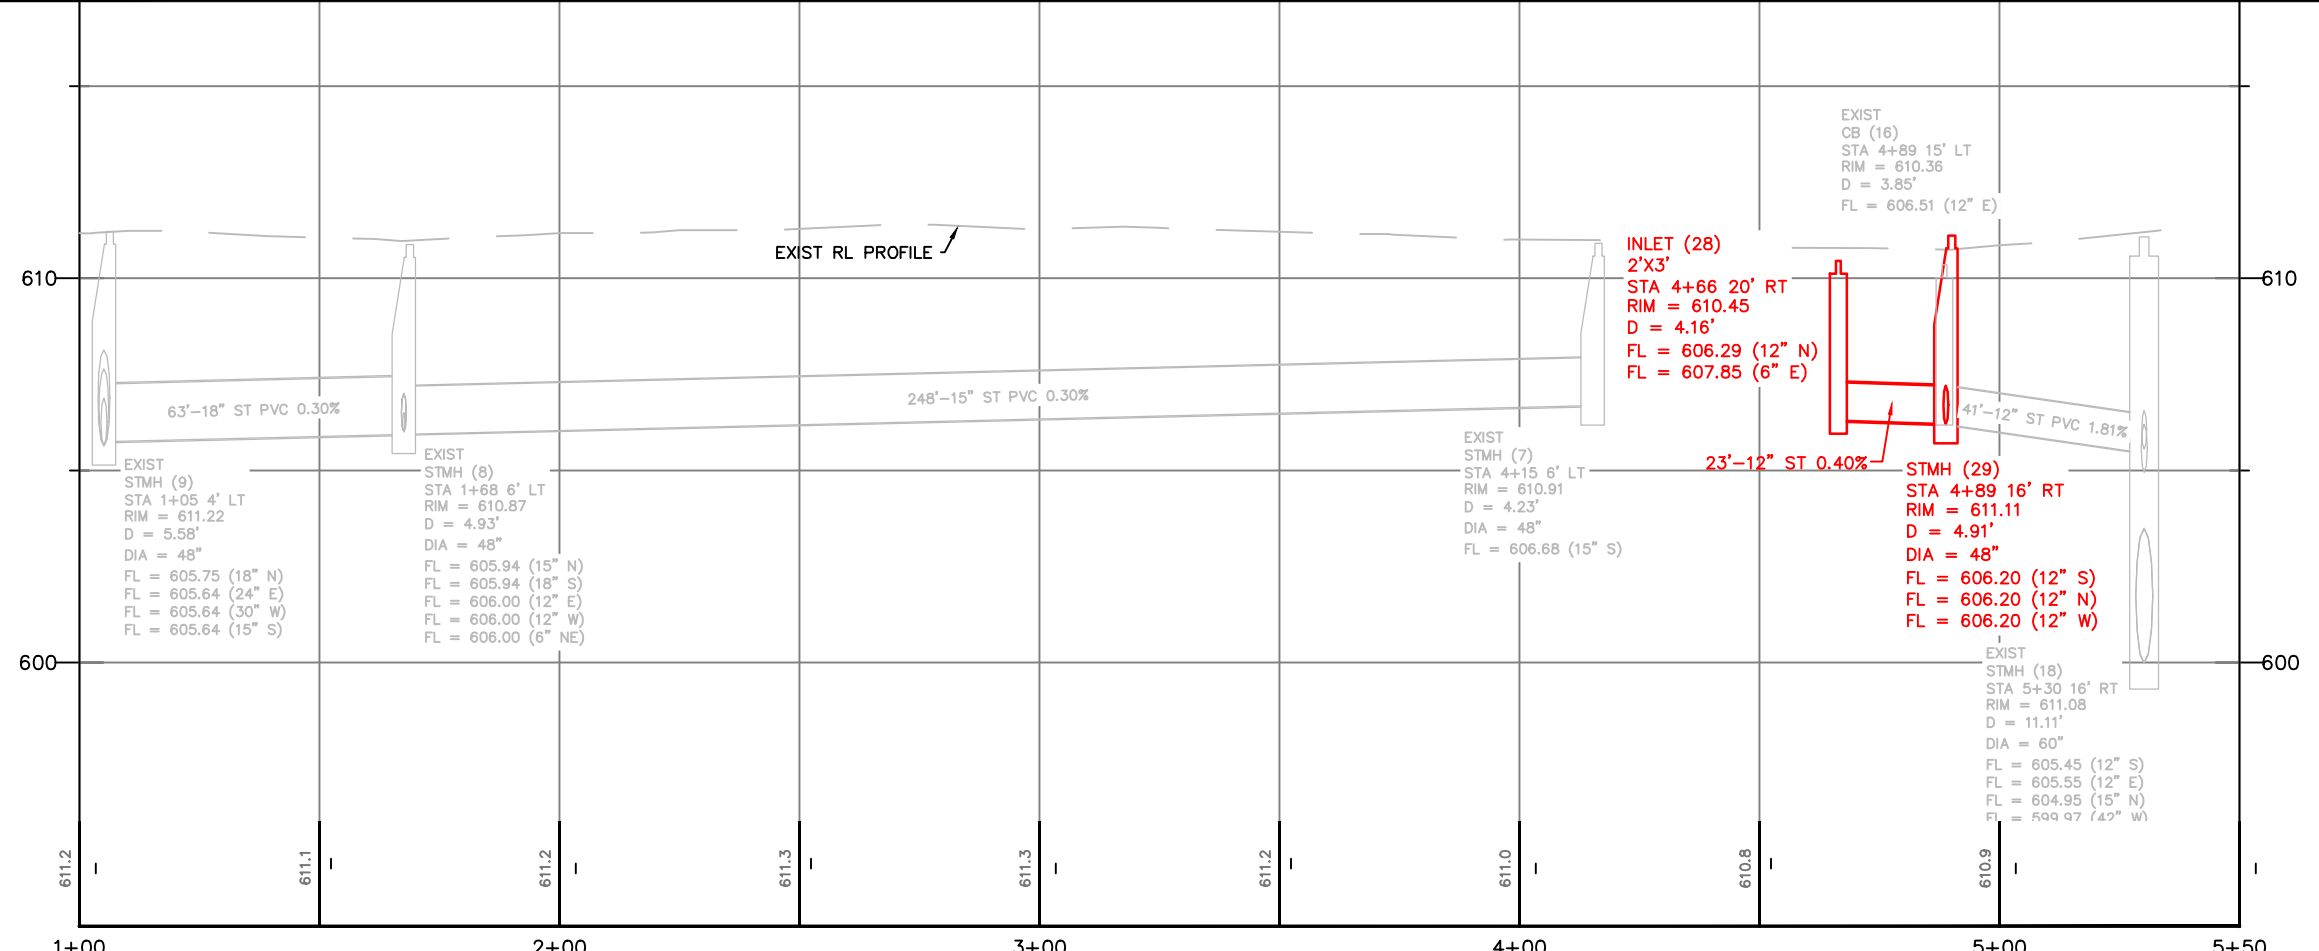 EXIST
CB (16)
STA 4+89 15' LT
RIM = 610.36
D = 3.85'
FL = 606.51 (12" E)
EXIST RL PROFILE
INLET (28)
2'X3'
STA 4+66 20' RT
RIM = 610.45
D = 4.16'
FL = 606.29 (12" N)
FL = 607.85 (6" E)
610
610
63'-18" ST PVC 0.30%
248'-15" ST PVC 0.30%
41'-12" ST PVC 1.81%
23'-12" ST 0.40%
EXIST
STMH (9)
STA 1+05 4' LT
RIM = 611.22
D = 5.58'
DIA = 48"
FL = 605.75 (18" N)
FL = 605.64 (24" E)
FL = 605.64 (30" W)
FL = 605.64 (15" S)
EXIST
STMH (8)
STA 1+68 6' LT
RIM = 610.87
D = 4.93'
DIA = 48"
FL = 605.94 (15" N)
FL = 605.94 (18" S)
FL = 606.00 (12" E)
FL = 606.00 (12" W)
FL = 606.00 (6" NE)
EXIST
STMH (7)
STA 4+15 6' LT
RIM = 610.91
D = 4.23'
DIA = 48"
FL = 606.68 (15" S)
STMH (29)
STA 4+89 16' RT
RIM = 611.11
D = 4.91'
DIA = 48"
FL = 606.20 (12" S)
FL = 606.20 (12" N)
FL = 606.20 (12" W)
600
600
EXIST
STMH (18)
STA 5+30 16' RT
RIM = 611.08
D = 11.11'
DIA = 60"
FL = 605.45 (12" S)
FL = 605.55 (12" E)
FL = 604.95 (15" N)
FL = 599.97 (42" W)
611.2
611.1
611.2
611.3
611.3
611.2
611.0
610.8
610.9
1+00
2+00
3+00
4+00
5+00
5+50